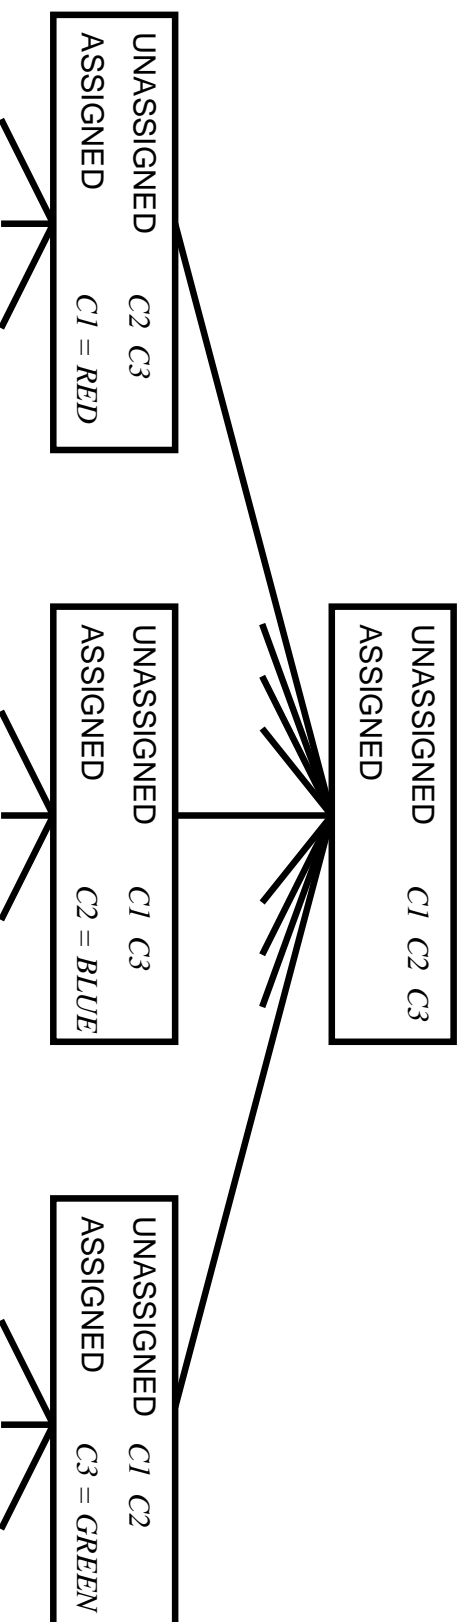 UNASSIGNED C1 C2 C3
ASSIGNED
UNASSIGNED C2 C3
ASSIGNED C1 = RED
UNASSIGNED C1 C3
ASSIGNED C2 = BLUE
UNASSIGNED C1 C2
ASSIGNED C3 = GREEN